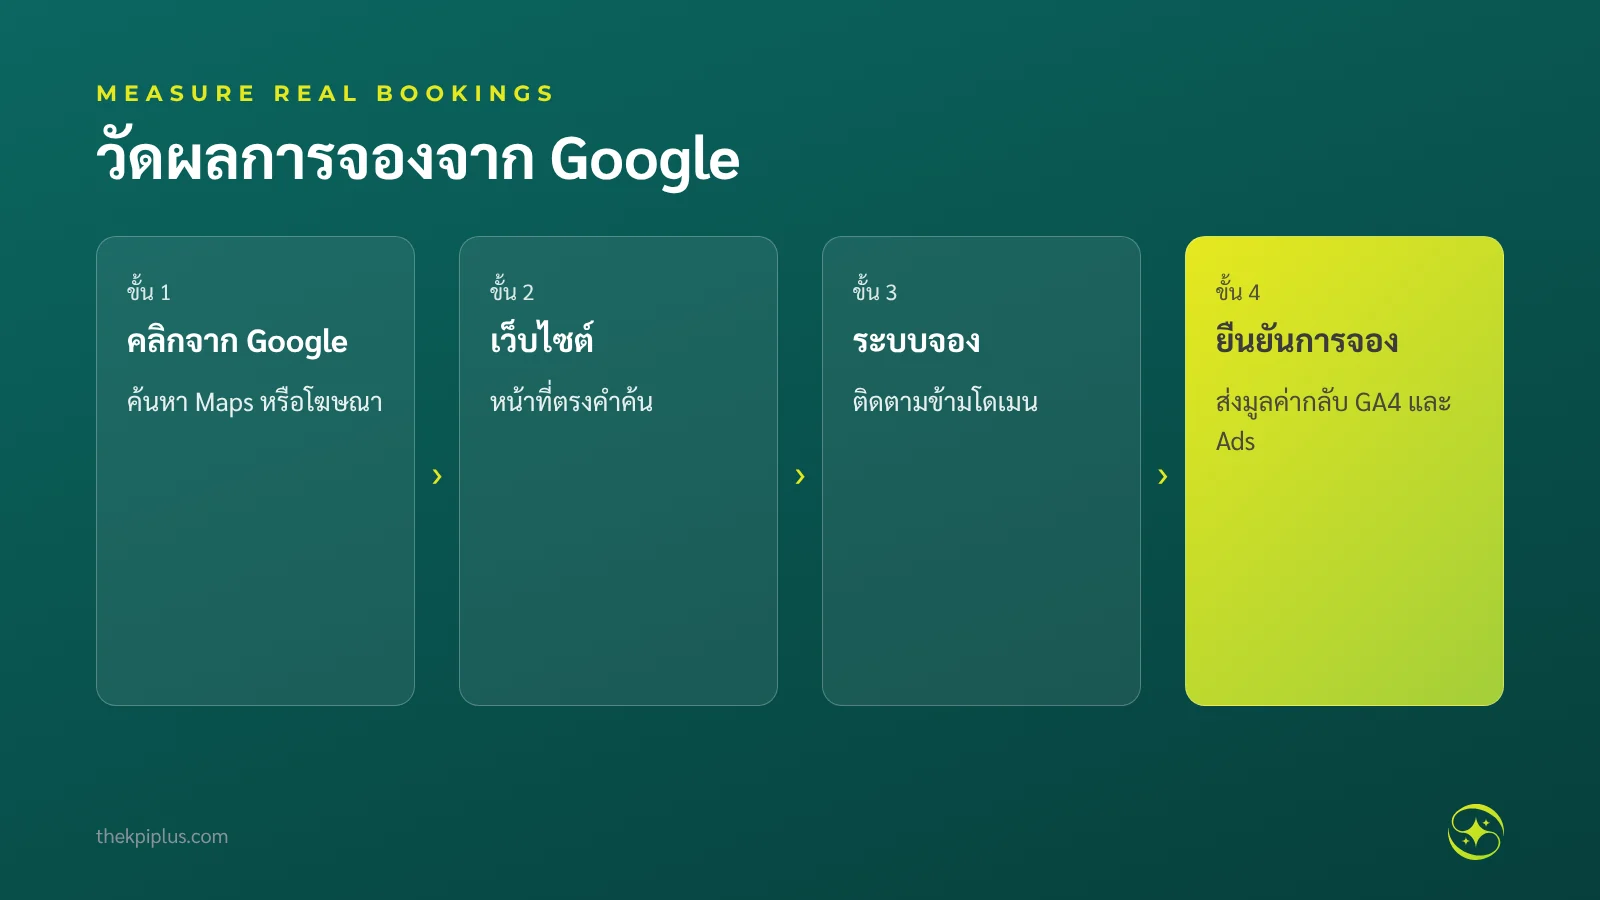 MEASURE REAL BOOKINGS
วัดผลการจองจาก Google
ขั้น 1
คลิกจาก Google
ค้นหา Maps หรือโฆษณา
›
ขั้น 2
เว็บไซต์
หน้าที่ตรงคำค้น
›
ขั้น 3
ระบบจอง
ติดตามข้ามโดเมน
›
ขั้น 4
ยืนยันการจอง
ส่งมูลค่ากลับ GA4 และ
Ads
thekpiplus.com